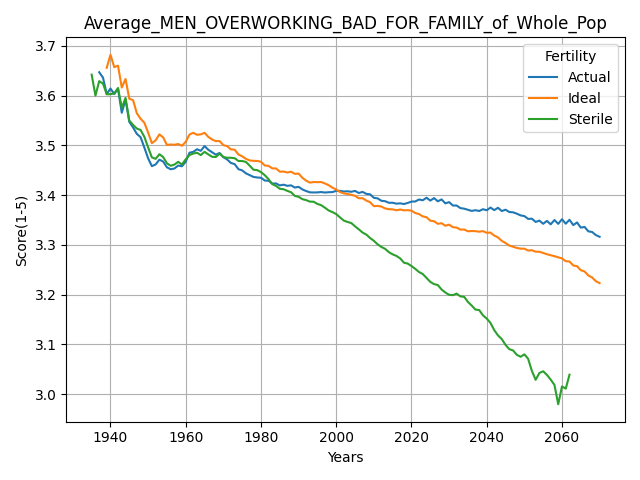 Average_MEN_OVERWORKING_BAD_FOR_FAMILY_of_Whole_Pop
Fertility
Actual
Ideal
Sterile
Score(1-5)
3.7
3.6
3.5
3.4
3.3
3.2
3.1
3.0
1940 1960 1980 2000 2020 2040 2060
Years